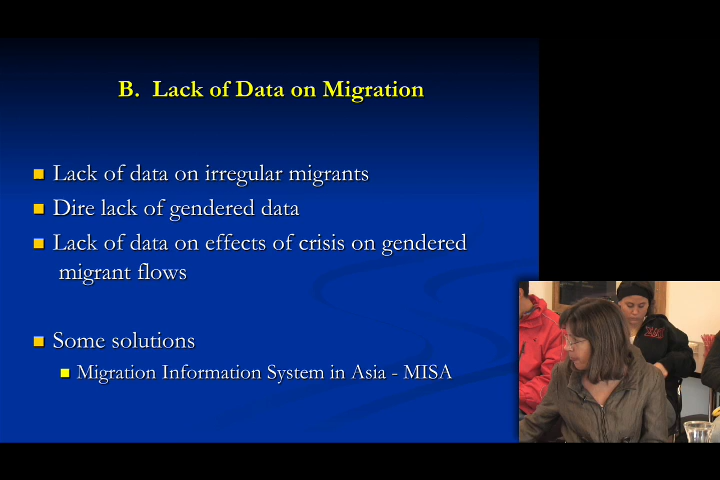 B. Lack of Data on Migration
Lack of data on irregular migrants
Dire lack of gendered data
Lack of data on effects of crisis on gendered
migrant flows
Some solutions
Migration Information System in Asia - MISA